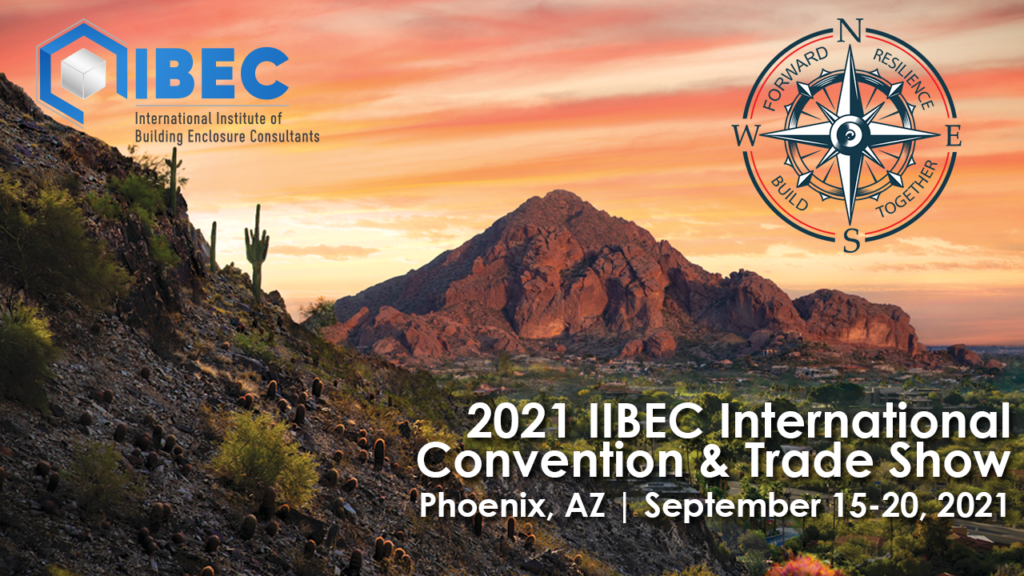 IIBEC
International Institute of
Building Enclosure Consultants
N
FORWARD
RESILIENCE
W
E
BUILD
TOGETHER
S
2021 IIBEC International
Convention & Trade Show
Phoenix, AZ | September 15-20, 2021